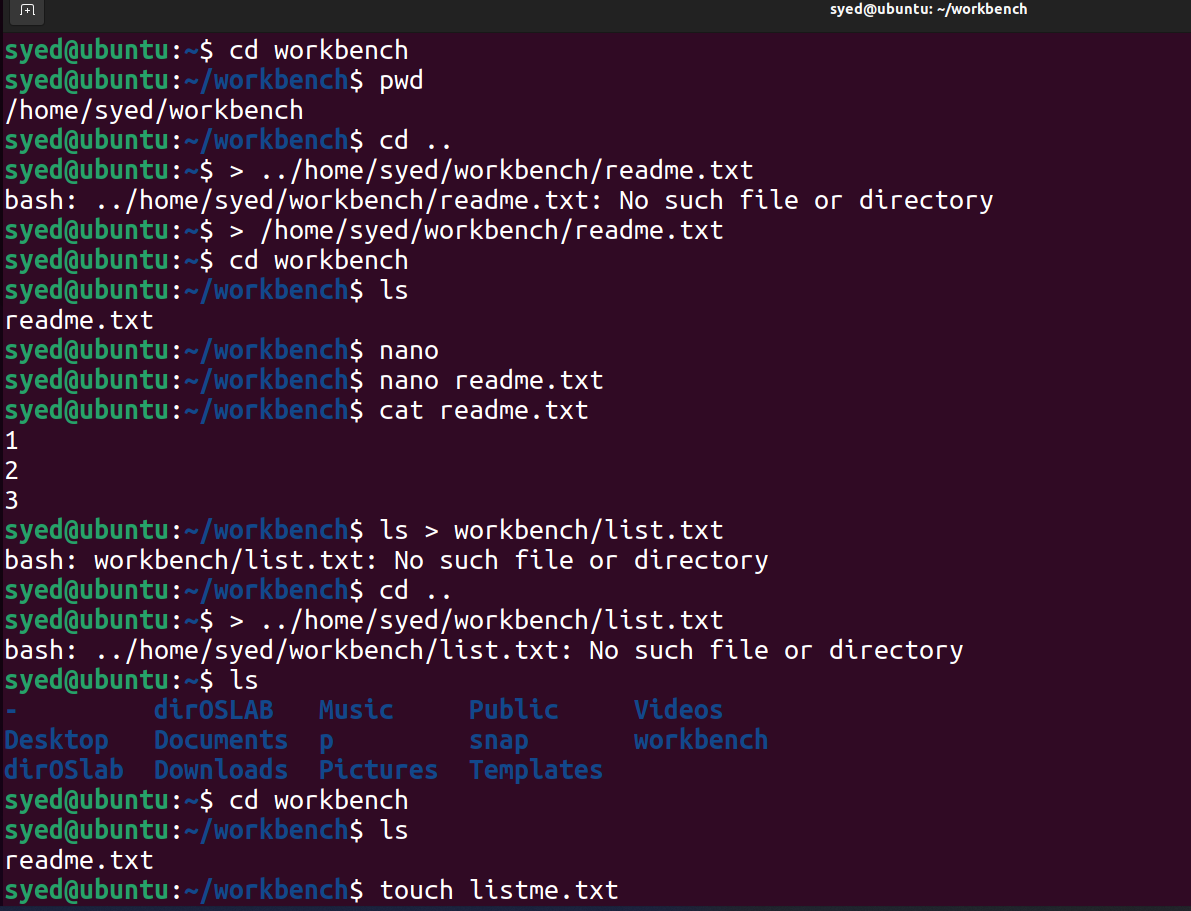 syed@ubuntu: ~/workbench
syed@ubuntu:~$ cd workbench
syed@ubuntu:~/workbench$ pwd
/home/syed/workbench
syed@ubuntu:~/workbench$ cd ..
syed@ubuntu:~$ > ../home/syed/workbench/readme.txt
bash: ../home/syed/workbench/readme.txt: No such file or directory
syed@ubuntu:~$ > /home/syed/workbench/readme.txt
syed@ubuntu:~$ cd workbench
syed@ubuntu:~/workbench$ ls
readme.txt
syed@ubuntu:~/workbench$ nano
syed@ubuntu:~/workbench$ nano readme.txt
syed@ubuntu:~/workbench$ cat readme.txt
1
2
3
syed@ubuntu:~/workbench$ ls > workbench/list.txt
bash: workbench/list.txt: No such file or directory
syed@ubuntu:~/workbench$ cd ..
syed@ubuntu:~$ > ../home/syed/workbench/list.txt
bash: ../home/syed/workbench/list.txt: No such file or directory
syed@ubuntu:~$ ls
- dirOSLAB Music Public Videos
Desktop Documents p snap workbench
dirOSlab Downloads Pictures Templates
syed@ubuntu:~$ cd workbench
syed@ubuntu:~/workbench$ ls
readme.txt
syed@ubuntu:~/workbench$ touch listme.txt